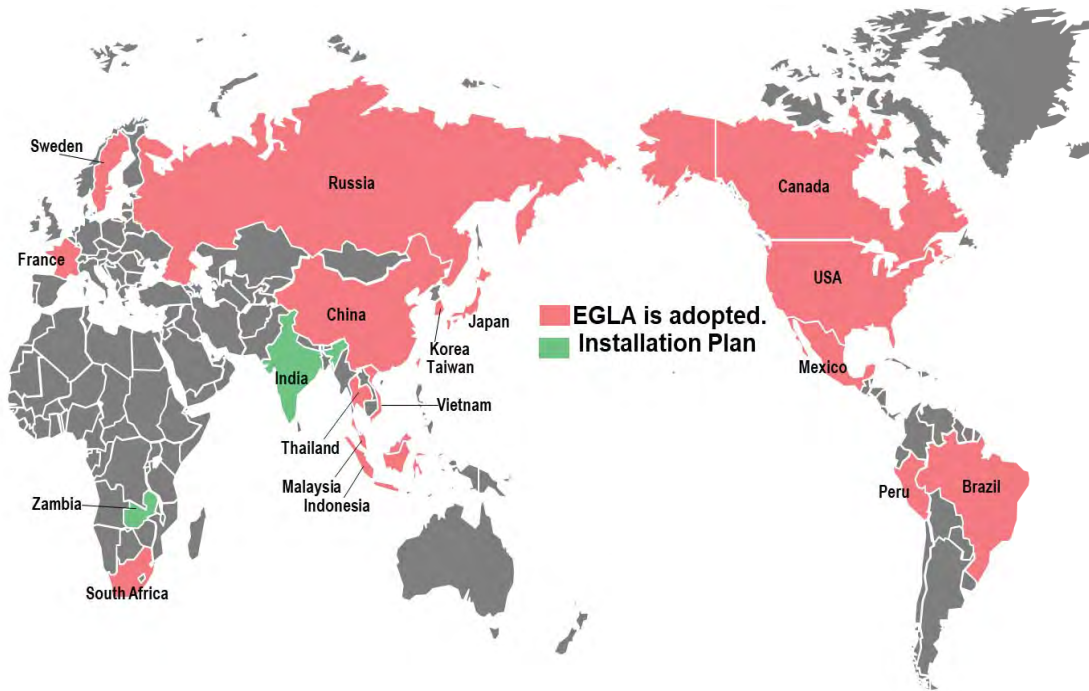 Sweden
Russia
Canada
France
USA
China
Japan
EGLA is adopted.
Korea
Installation Plan
Taiwan
Mexico
India
Vietnam
Thailand
Malaysia
Peru
Brazil
Zambia
Indonesia
South Africa